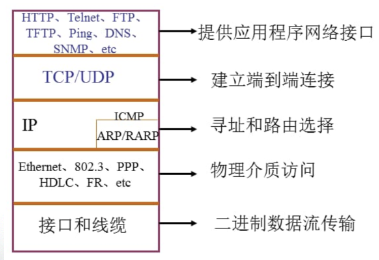 HTTP、Telnet、FTP、
TFTP、Ping、DNS、
SNMP、etc
提供应用程序网络接口
TCP/UDP
建立端到端连接
IP
ICMP
ARP/RARP
寻址和路由选择
Ethernet、802.3、PPP、
HDLC、FR、etc
物理介质访问
接口和线缆
二进制数据流传输